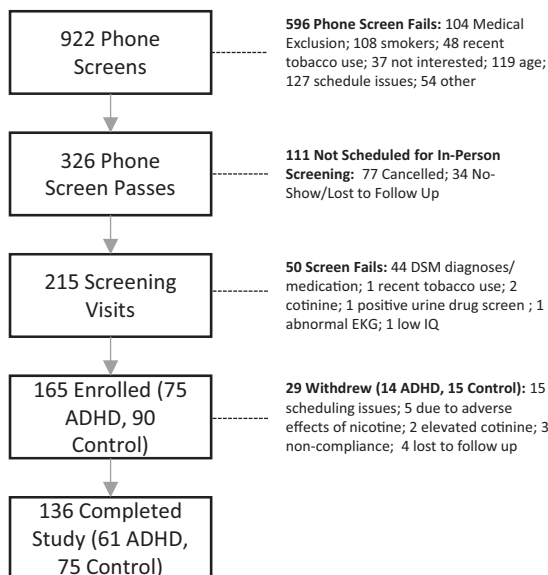 922 Phone
Screens
596 Phone Screen Fails: 104 Medical
Exclusion; 108 smokers; 48 recent
tobacco use; 37 not interested; 119 age;
127 schedule issues; 54 other
326 Phone
Screen Passes
111 Not Scheduled for In-Person
Screening: 77 Cancelled; 34 No-
Show/Lost to Follow Up
215 Screening
Visits
50 Screen Fails: 44 DSM diagnoses/
medication; 1 recent tobacco use; 2
cotinine; 1 positive urine drug screen ; 1
abnormal EKG; 1 low IQ
165 Enrolled (75
ADHD, 90
Control)
29 Withdrew (14 ADHD, 15 Control): 15
scheduling issues; 5 due to adverse
effects of nicotine; 2 elevated cotinine; 3
non-compliance; 4 lost to follow up
136 Completed
Study (61 ADHD,
75 Control)